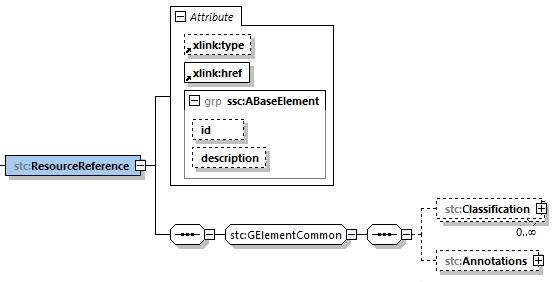 Attribute
xlink:type
xlink:href
grp ssc:ABaseElement
id
description
stc:ResourceReference
stc:GElementCommon
stc:Classification
0..∞
stc:Annotations